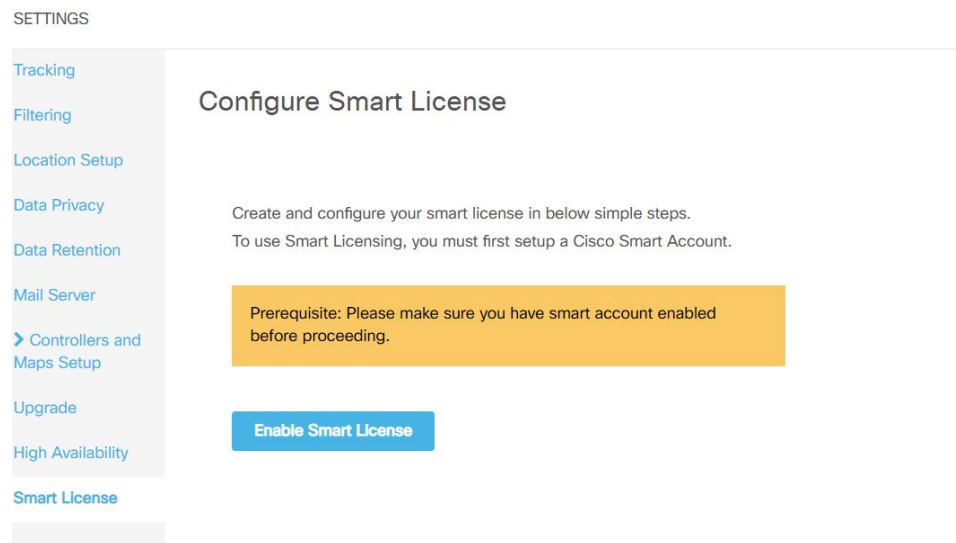 SETTINGS
Tracking
Filtering
Location Setup
Data Privacy
Data Retention
Mail Server
Controllers and
Maps Setup
Upgrade
High Availability
Smart License
Configure Smart License
Create and configure your smart license in below simple steps.
To use Smart Licensing, you must first setup a Cisco Smart Account.
Prerequisite: Please make sure you have smart account enabled
before proceeding.
Enable Smart License